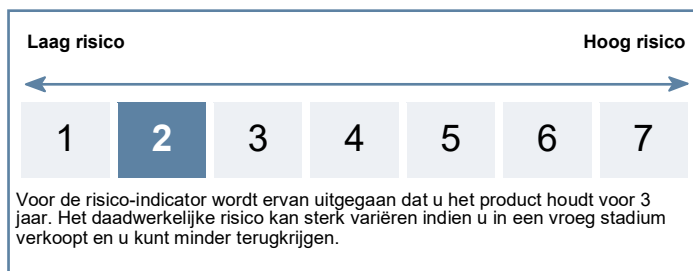 Laag risico Hoog risico
1 2 3 4 5 6 7
Voor de risico-indicator wordt ervan uitgegaan dat u het product houdt voor 3
jaar. Het daadwerkelijke risico kan sterk variëren indien u in een vroeg stadium
verkoopt en u kunt minder terugkrijgen.